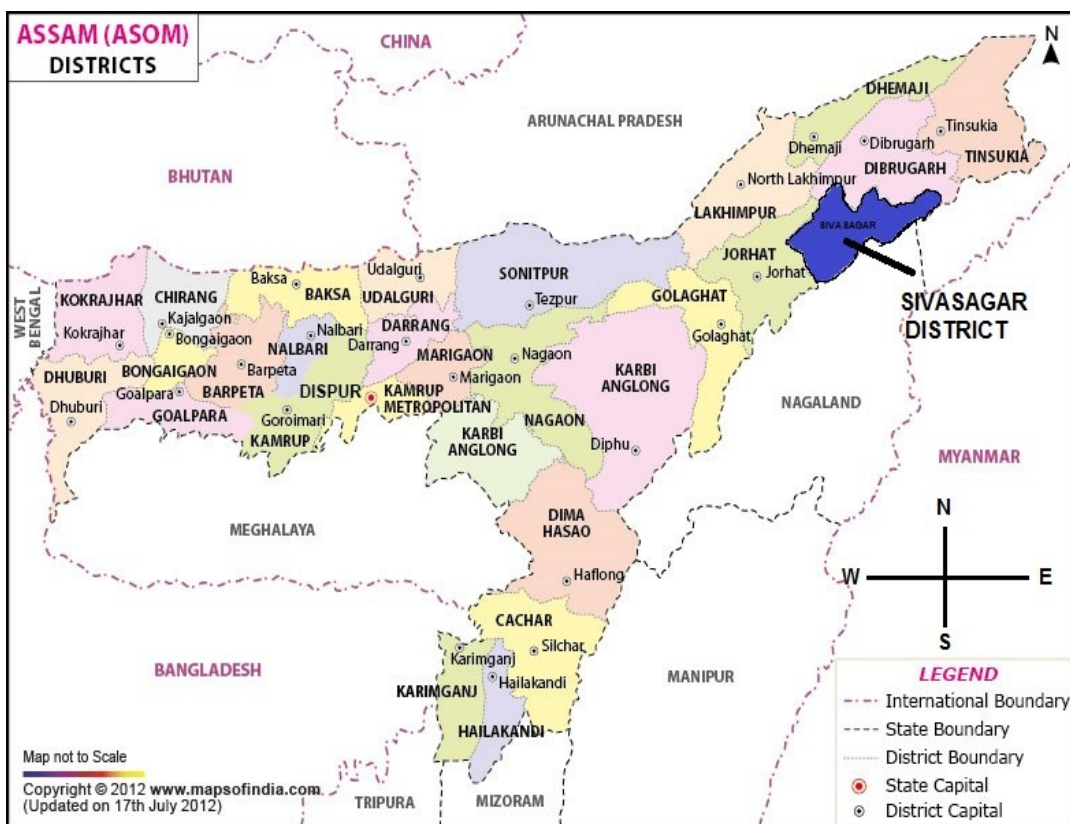 ASSAM (ASOM)
DISTRICTS
CHINA
N
ARUNACHAL PRADESH
BHUTAN
DHEMAJI
Dhemaji
Dibrugarh
Tinsukia
TINSUKIA
DIBRUGARH
North Lakhimpur
LAKHIMPUR
SIVASAGAR
JORHAT
Jorhat
SIVASAGAR
DISTRICT
WEST
BENGAL
KOKRAJHAR
Kokrajhar
CHIRANG
Kajalgaon
Bongaigaon
BONGAIGAON
Baksa
BAKSA
Udalguri
UDALGURI
SONITPUR
Tezpur
GOLAGHAT
Golaghat
DARRANG
Darrang
NALBARI
Nalbari
MARIGAON
Marigaon
Nagaon
NAGAON
KARBI
ANGLONG
Diphu
DHUBURI
Dhuburi
Goalpara
GOALPARA
Barpeta
BARPETA
DISPUR
KAMRUP
METROPOLITAN
Goroimari
KAMRUP
KARBI
ANGLONG
NAGALAND
MYANMAR
MEGHALAYA
DIMA
HASAO
Haflong
N
W
E
S
CACHAR
Silchar
Karimganj
KARIMGANJ
Hailakandi
HAILAKANDI
BANGLADESH
MANIPUR
TRIPURA
MIZORAM
LEGEND
International Boundary
State Boundary
District Boundary
State Capital
District Capital
Map not to Scale
Copyright © 2012 www.mapsofindia.com
(Updated on 17th July 2012)